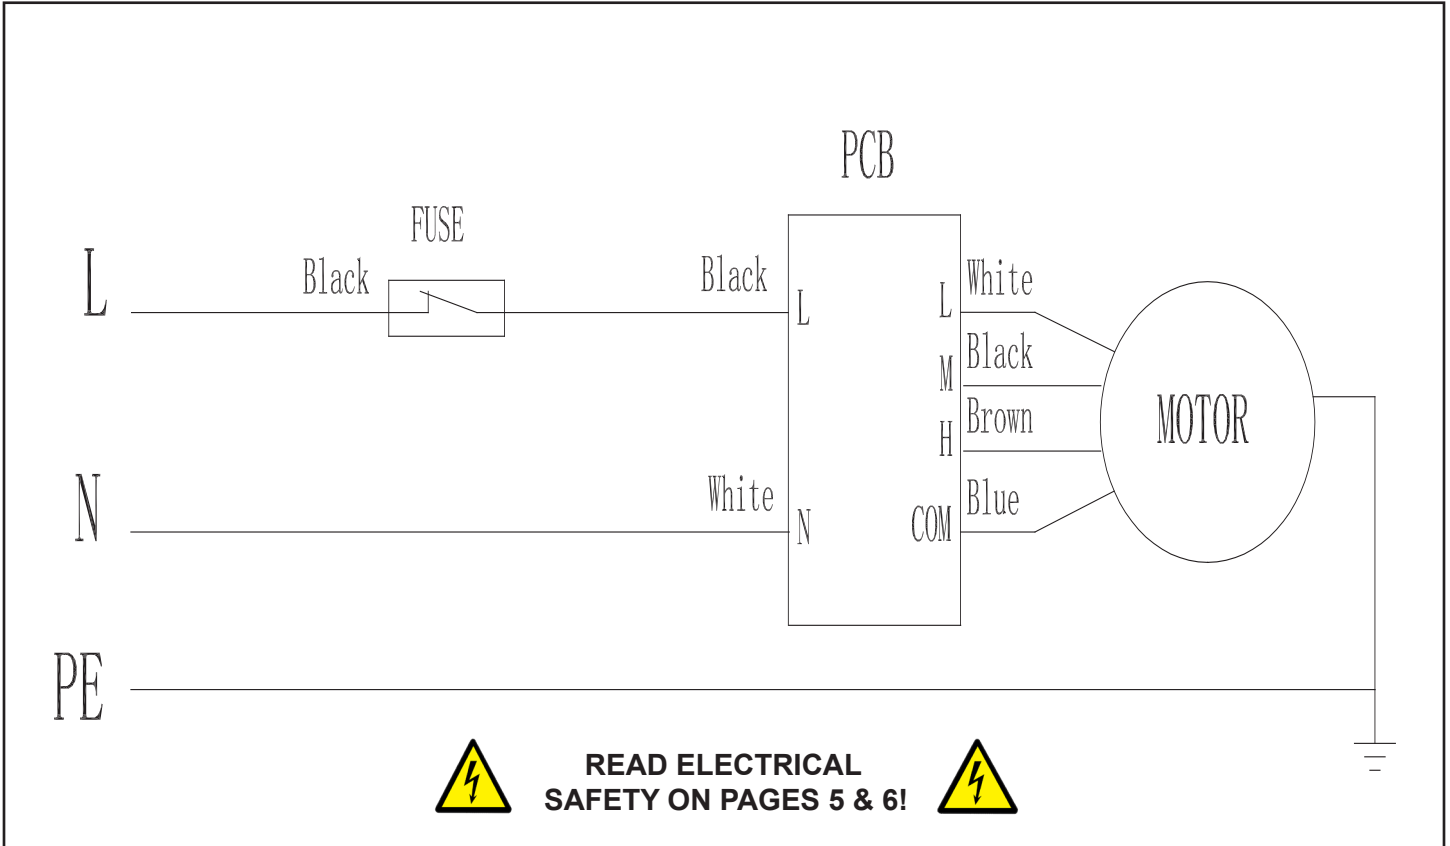 PCB
FUSE
L
Black
Black
L
L
White
M
Black
H
Brown
MOTOR
N
White
N
COM
Blue
PE
READ ELECTRICAL
SAFETY ON PAGES 5 & 6!